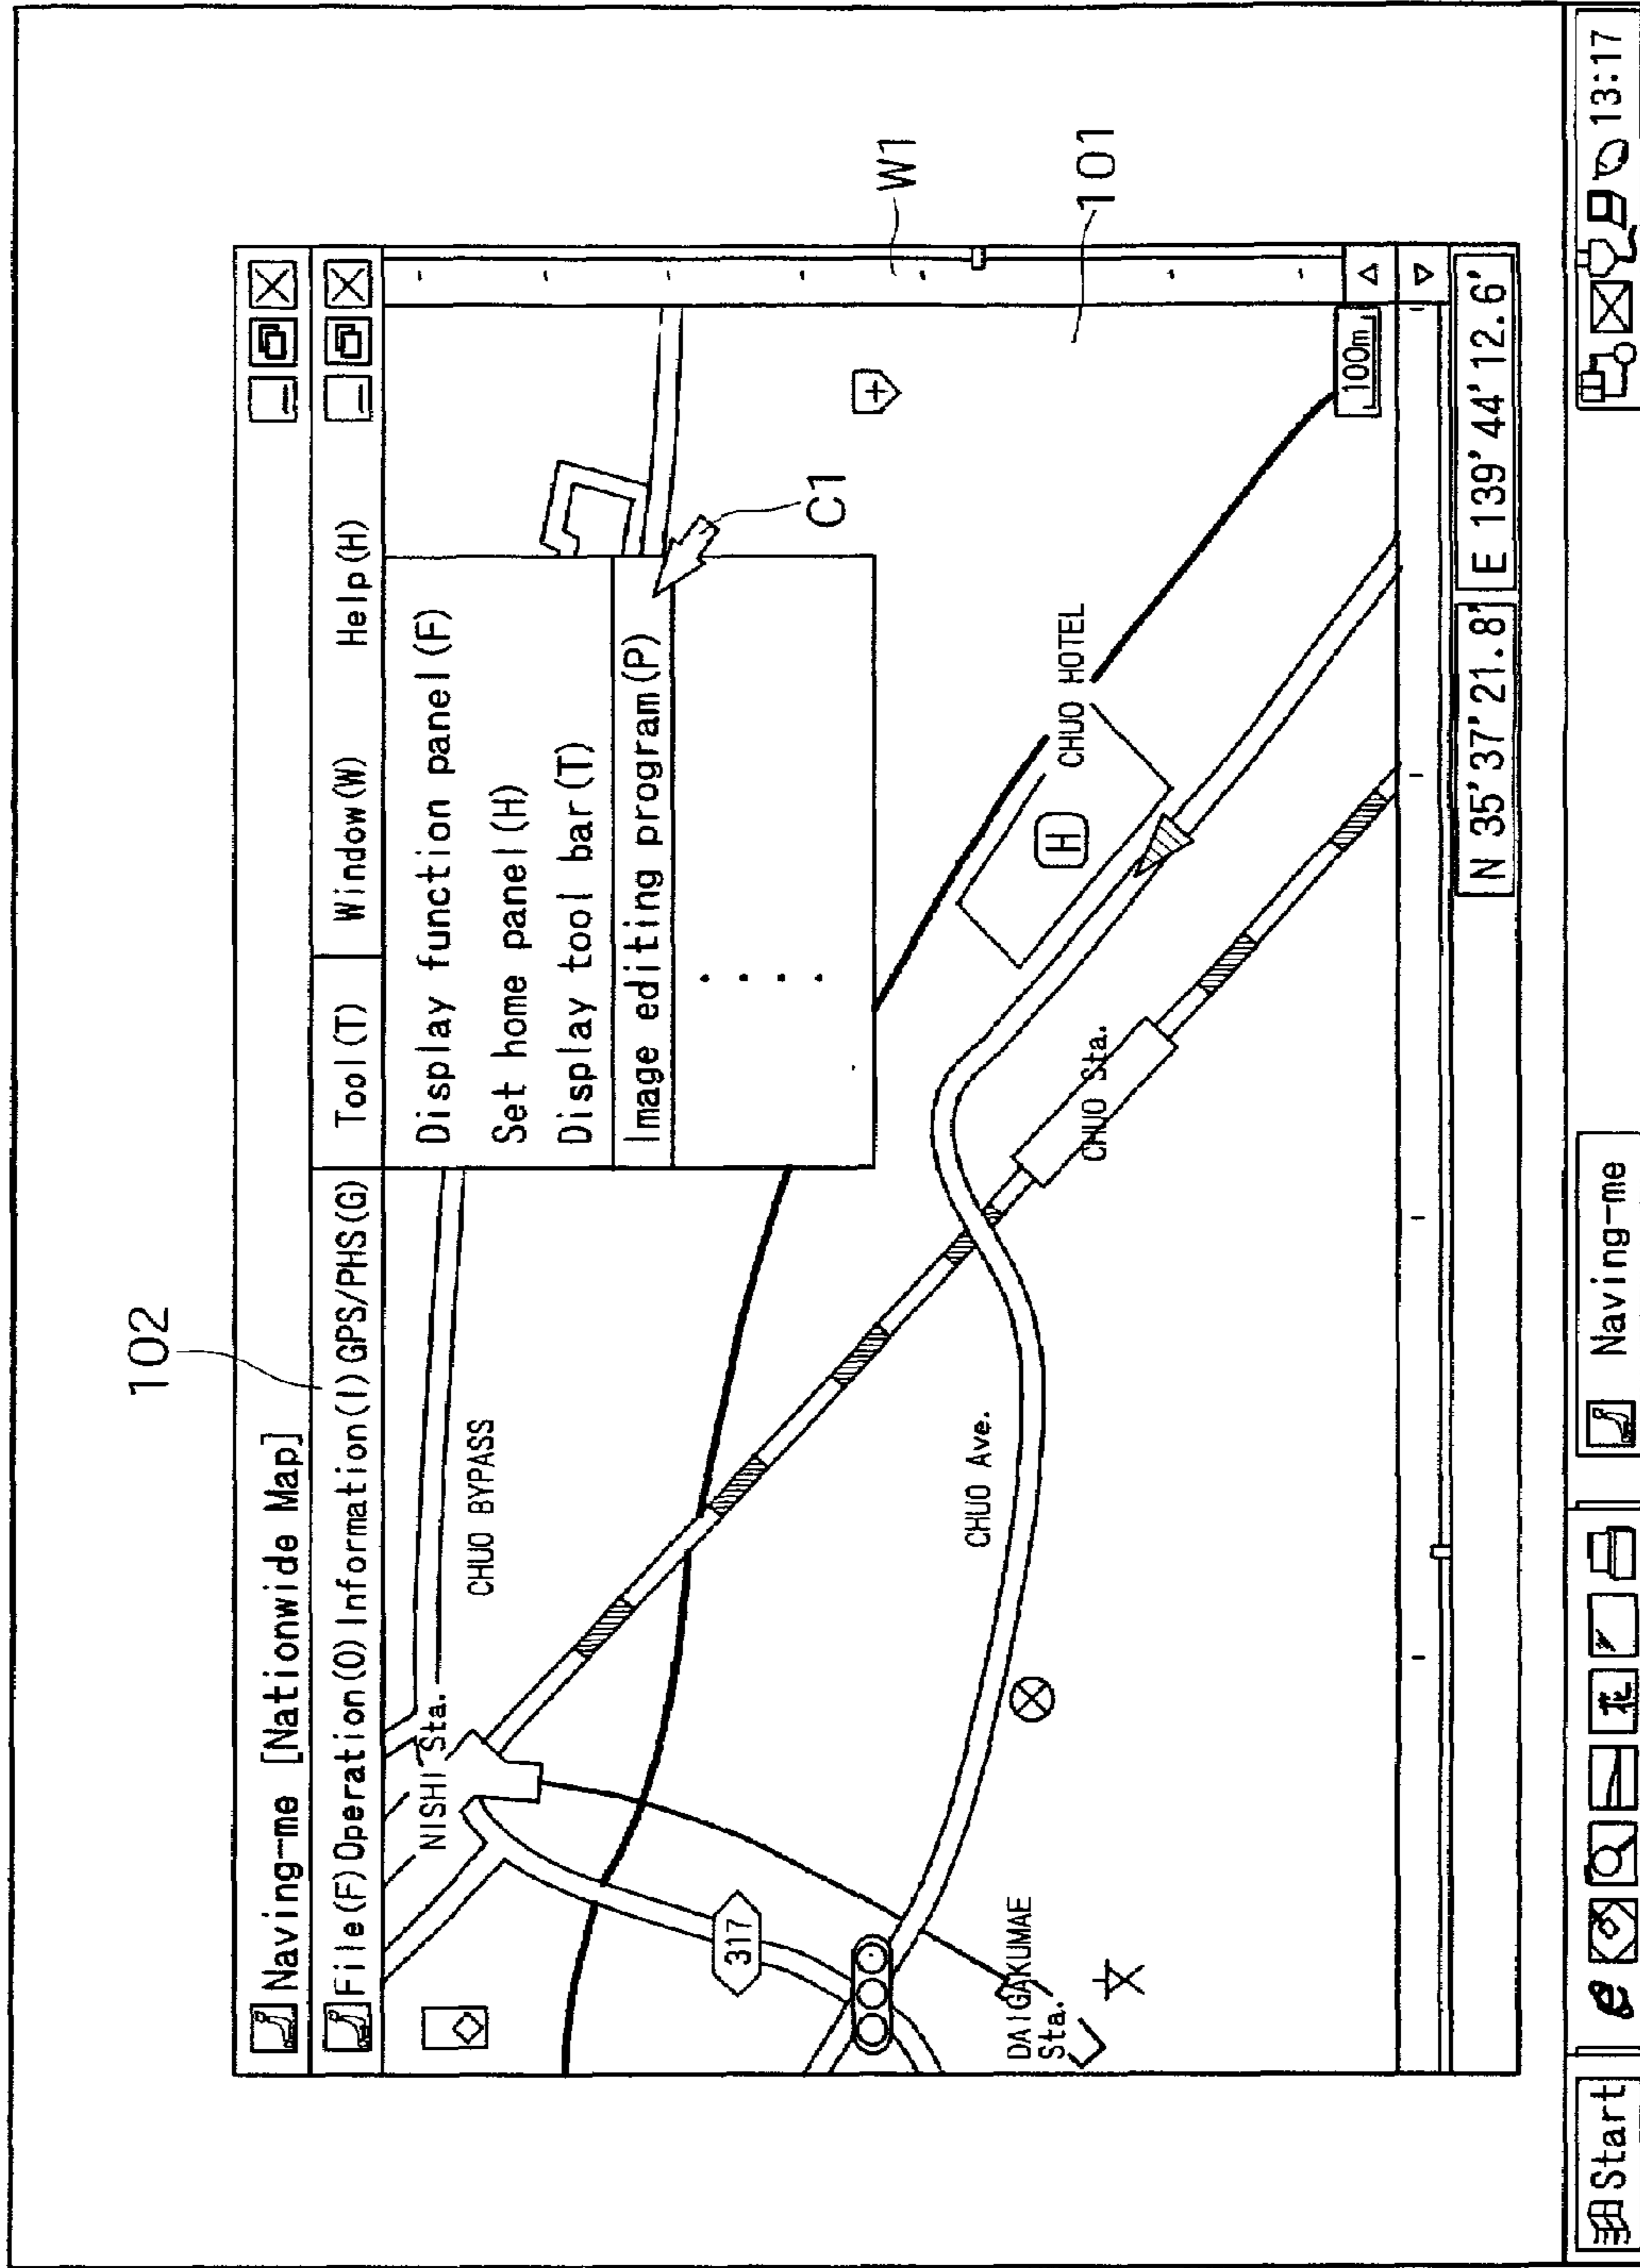 102
Naving-me [Nationwide Map]
File(F) Operation(O) Information(I) GPS/PHS(G) Tool(T) Window(W) Help(H)
Display function panel(F)
Set home panel(H)
Display tool bar(T)
Image editing program(P)
C1
W1
101
NISHI Sta.
CHUO BYPASS
317
CHUO Ave.
CHUO HOTEL
H
CHUO Sta.
DAIGAKUMAE
Sta.
文
100m
N 35'37'21.8' E 139'44'12.6'
Start
e
花
Naving-me
13:17